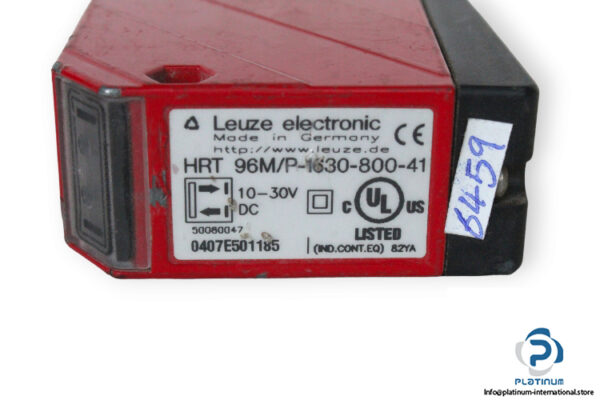 Leuze electronic
Made in Germany
http://www.leuze.de
CE
HRT 96M/P-1630-800-41
10-30V
DC
50080047
0407E501185
C UL US
LISTED
(IND.CONT.EQ) 82YA
6459
PLATINUM
Info@platinum-international.store